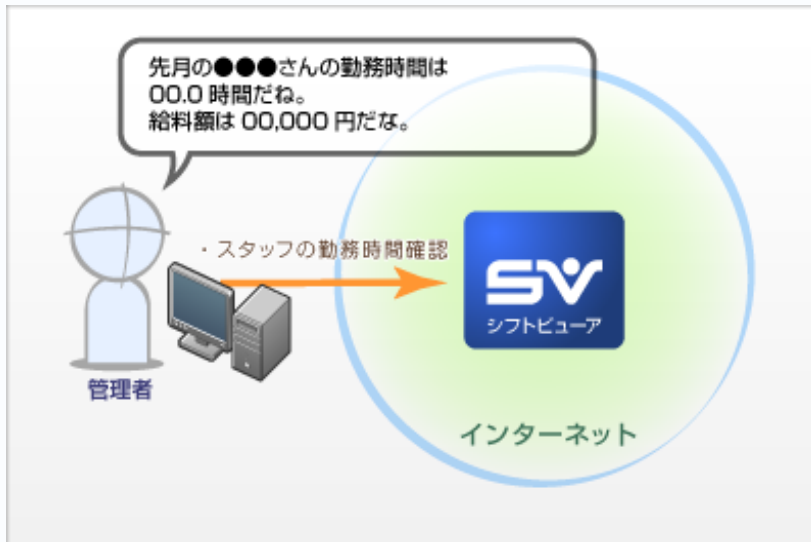 先月の●●●さんの勤務時間は
00.0 時間だね。
給料額は 00,000 円だな。
・スタッフの勤務時間確認
SV
シフトビューア
管理者
インターネット